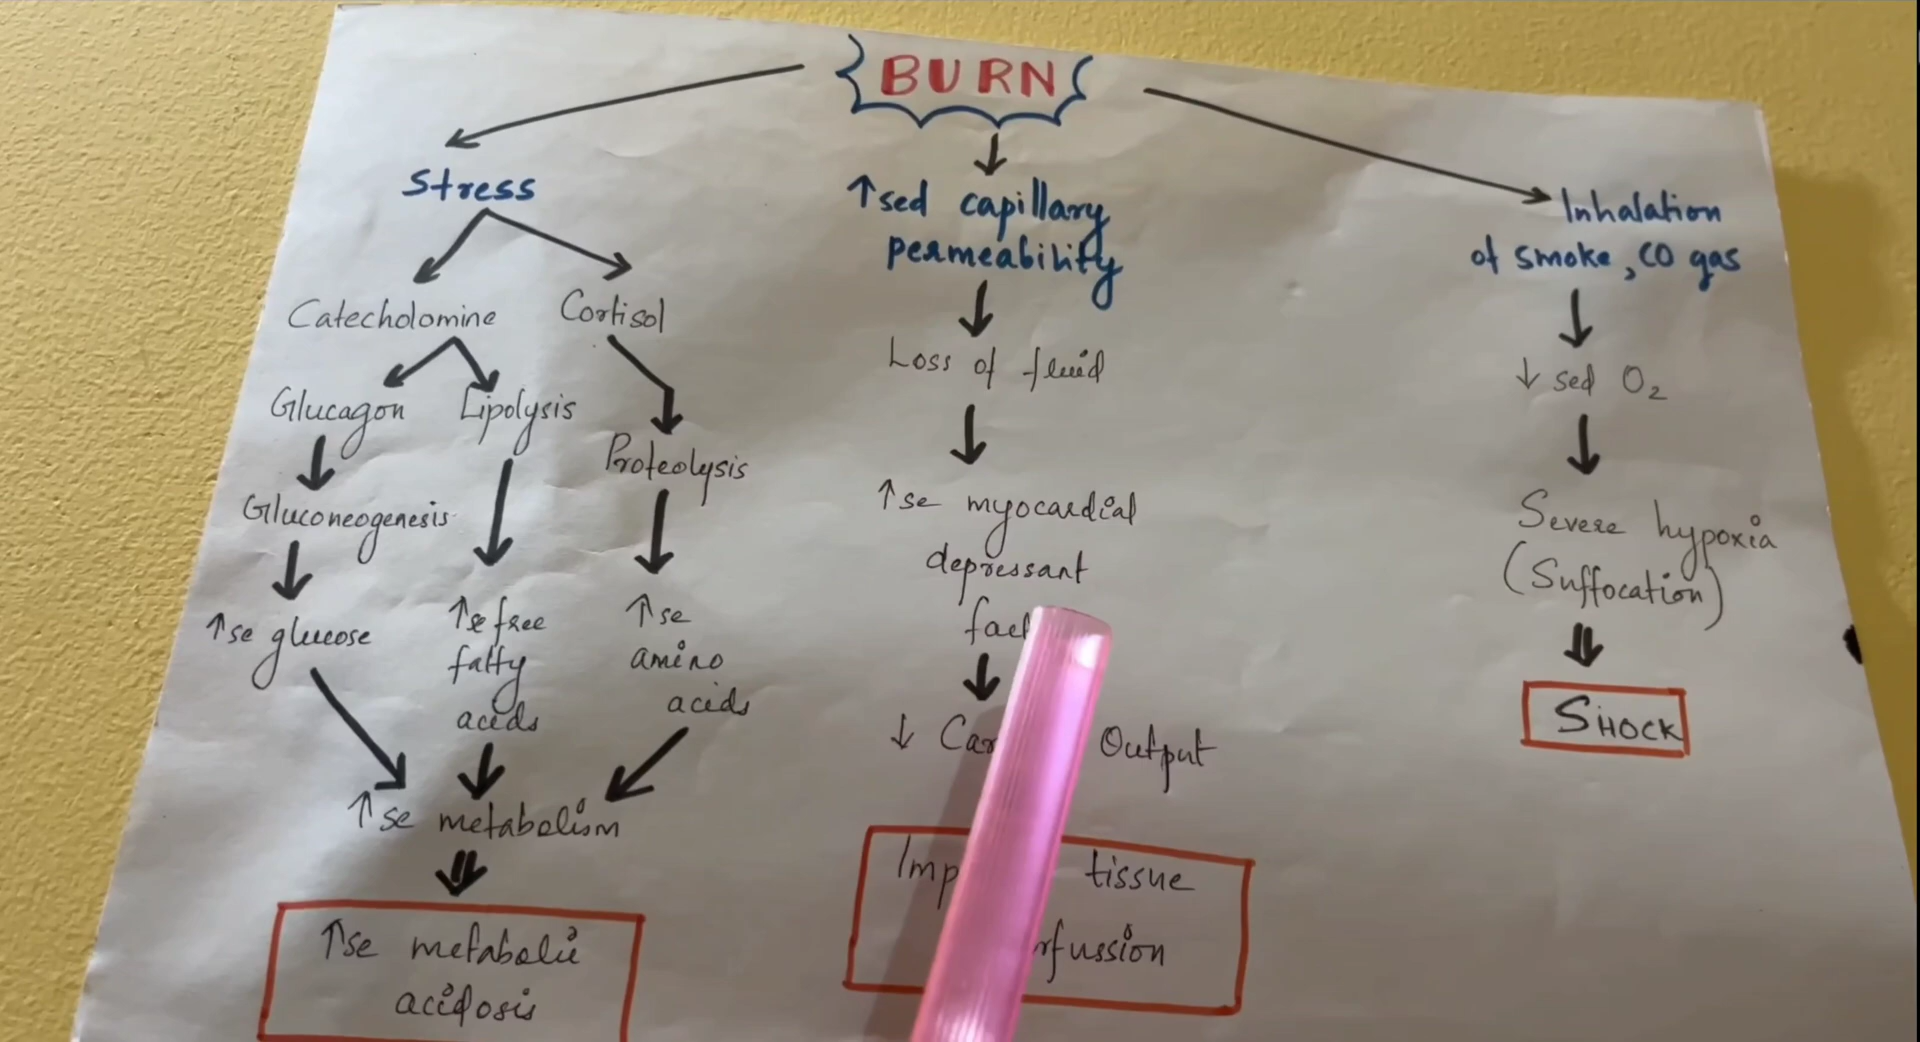 BURN
Stress
↑sed capillary
permeability
Inhalation
of smoke, CO gas
Catecholomine
Cortisol
Loss of fluid
↓ sed O2
Glucagon
Lipolysis
Proteolysis
Gluconeogenesis
↑se myocardial
depressant
Severe hypoxia
(Suffocation)
↑se glucose
↑se free
fatty
acids
↑se
amino
acids
↓ Output
SHOCK
↑se metabolism
tissue
↑se metabolic
acidosis